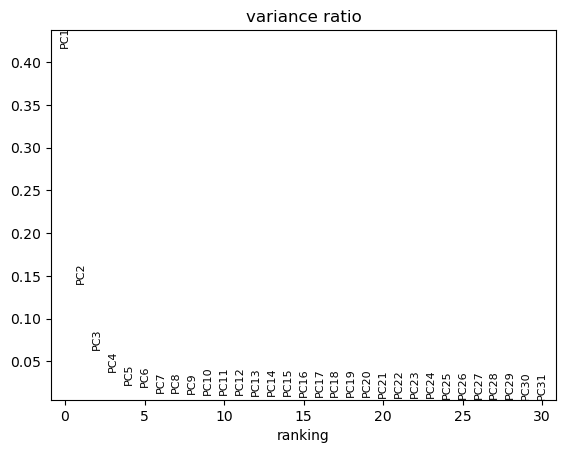 variance ratio
0.40
0.35
0.30
0.25
0.20
0.15
0.10
0.05
PC1
PC2
PC3
PC4
PC5
PC6
PC7
PC8
PC9
PC10
PC11
PC12
PC13
PC14
PC15
PC16
PC17
PC18
PC19
PC20
PC21
PC22
PC23
PC24
PC25
PC26
PC27
PC28
PC29
PC30
PC31
0 5 10 15 20 25 30
ranking